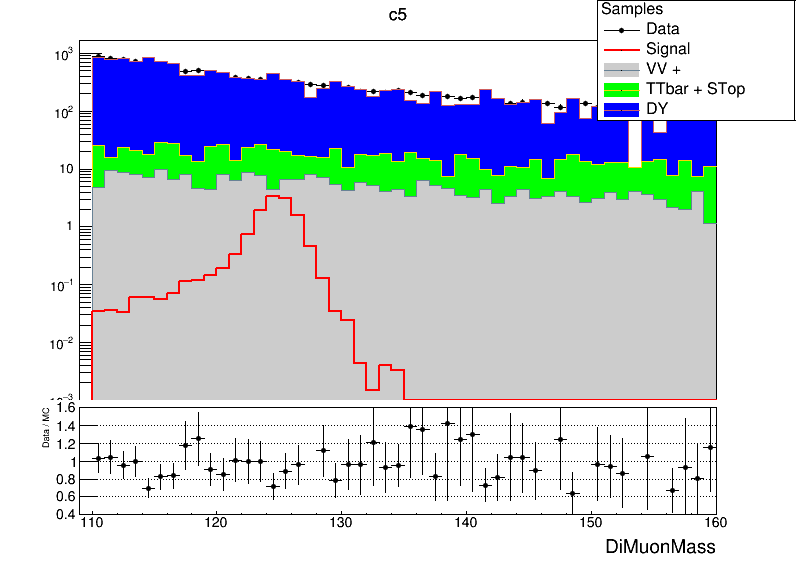 c5
Samples
Data
Signal
VV +
TTbar + STop
DY
10³
10²
10
1
10⁻¹
10⁻²
Data / MC
1.6
1.4
1.2
1
0.8
0.6
0.4
110 120 130 140 150 160
DiMuonMass